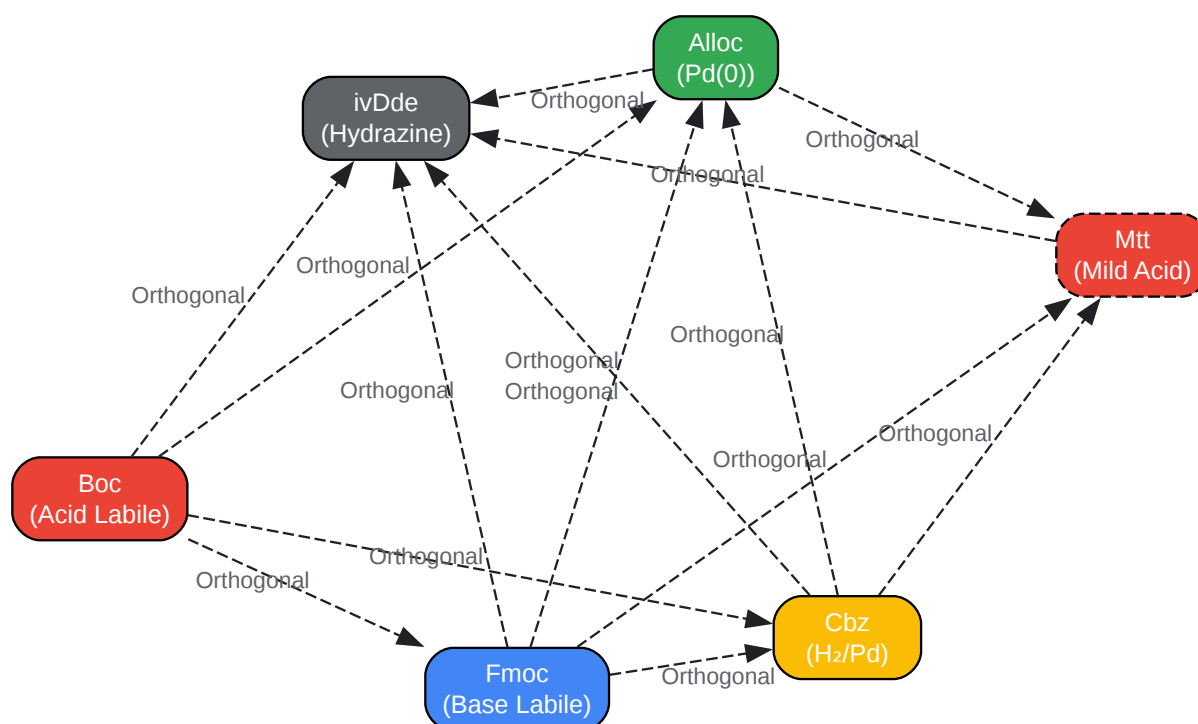 Alloc
(Pd(0))
ivDde
(Hydrazine)
Orthogonal
Orthogonal
Orthogonal
Mtt
(Mild Acid)
Orthogonal
Orthogonal
Orthogonal
Orthogonal
Orthogonal
Orthogonal
Orthogonal
Orthogonal
Boc
(Acid Labile)
Orthogonal
Orthogonal
Orthogonal
Cbz
(H₂/Pd)
Fmoc
(Base Labile)
Orthogonal